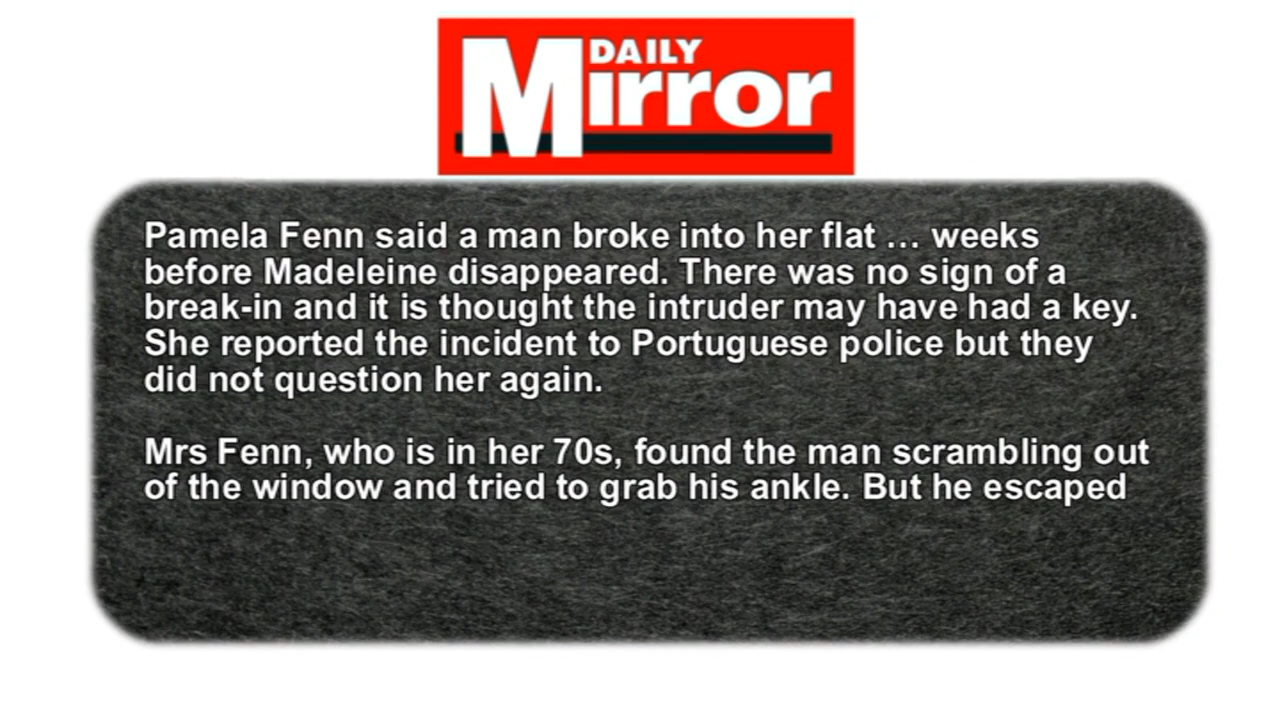 DAILY
Mirror
Pamela Fenn said a man broke into her flat … weeks
before Madeleine disappeared. There was no sign of a
break-in and it is thought the intruder may have had a key.
She reported the incident to Portuguese police but they
did not question her again.
Mrs Fenn, who is in her 70s, found the man scrambling out
of the window and tried to grab his ankle. But he escaped